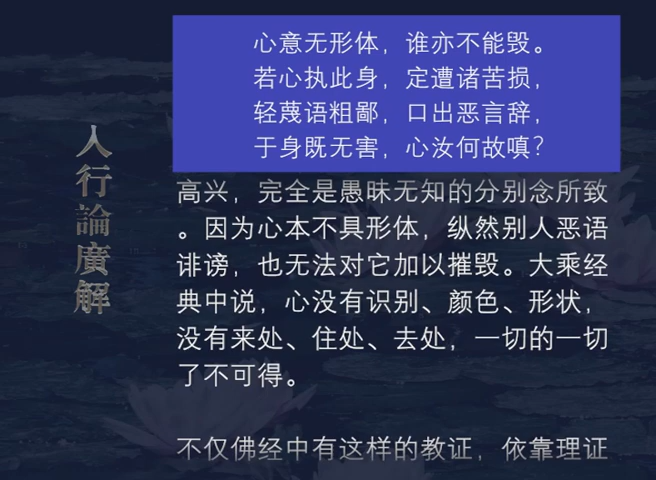 心意无形体，谁亦不能毁。
若心执此身，定遭诸苦损，
轻蔑语粗鄙，口出恶言辞，
于身既无害，心汝何故嗔？
入行論廣解
高兴，完全是愚昧无知的分别念所致
。因为心本不具形体，纵然别人恶语
诽谤，也无法对它加以摧毁。大乘经
典中说，心没有识别、颜色、形状，
没有来处、住处、去处，一切的一切
了不可得。
不仅佛经中有这样的教证，依靠理证